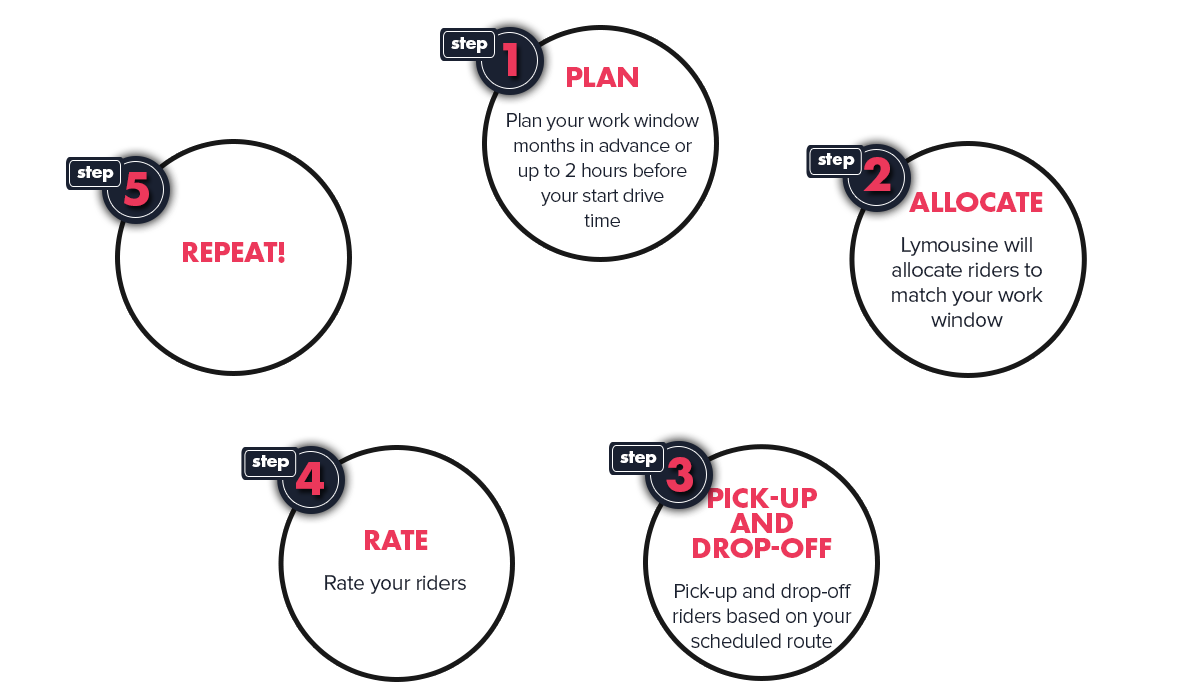 step
1
PLAN
Plan your work window
months in advance or
up to 2 hours before
your start drive
time
step
2
ALLOCATE
Lymousine will
allocate riders to
match your work
window
step
3
PICK-UP
AND
DROP-OFF
Pick-up and drop-off
riders based on your
scheduled route
step
4
RATE
Rate your riders
step
5
REPEAT!